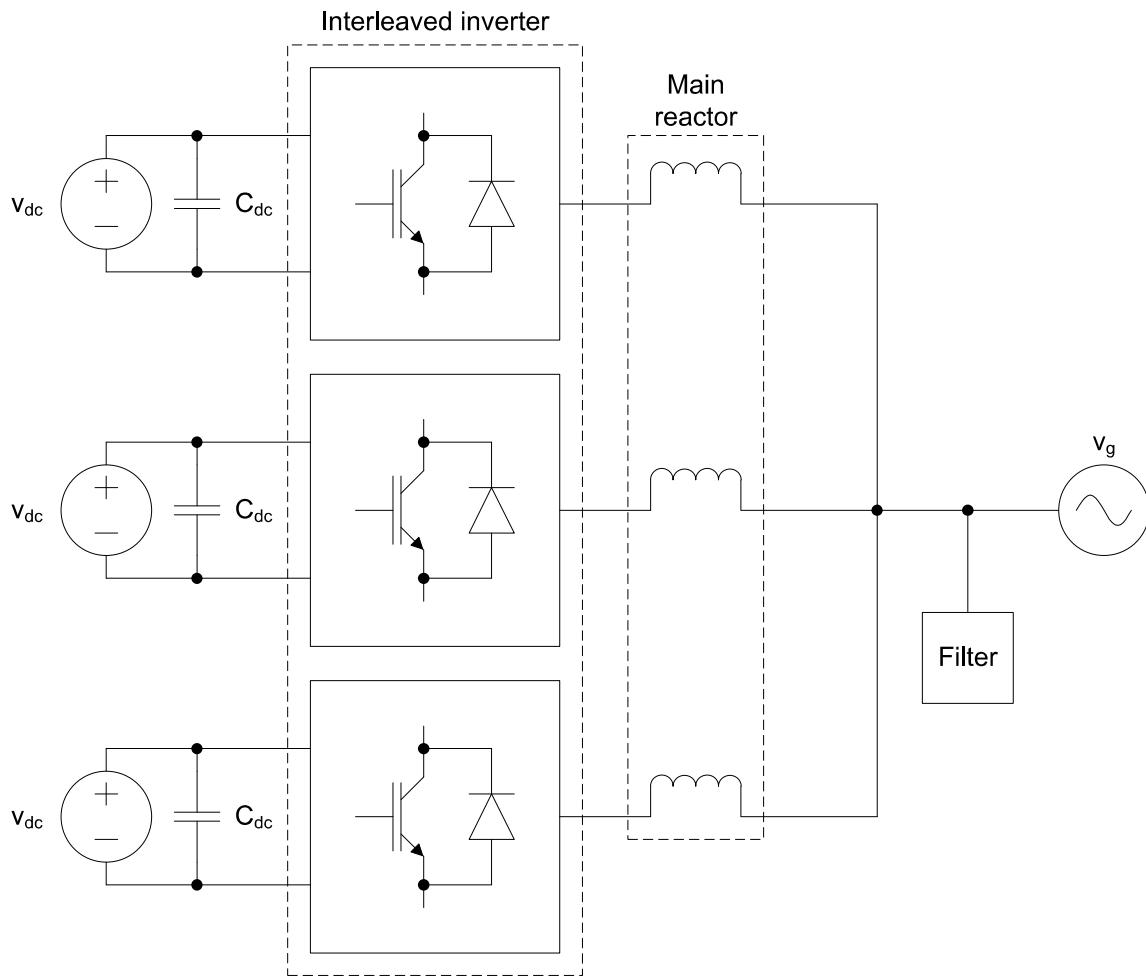 Interleaved inverter
Main
reactor
vdc
Cdc
vdc
Cdc
vg
Filter
vdc
Cdc